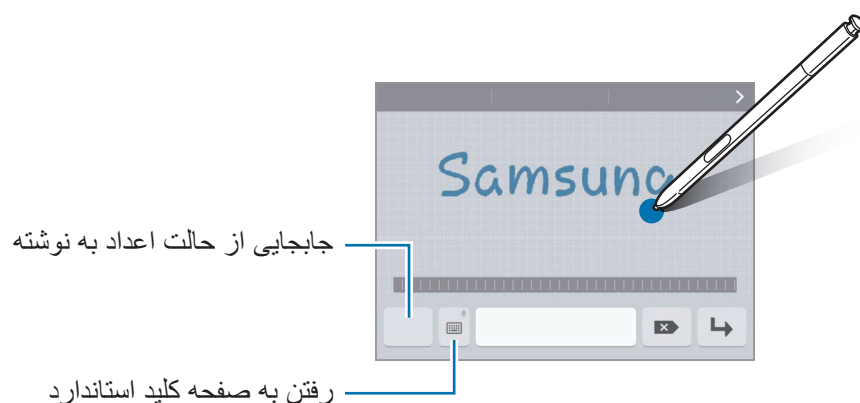 Samsung
جابجایی از حالت اعداد به نوشته
رفتن به صفحه کلید استاندارد